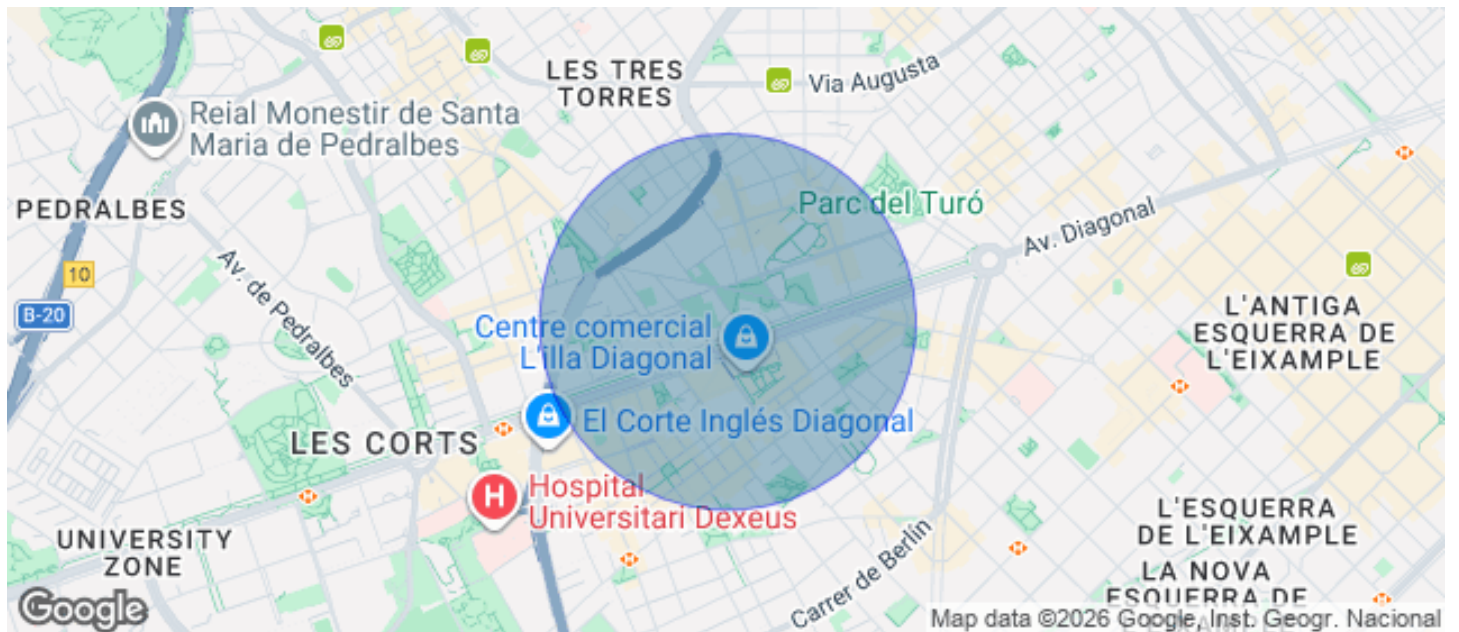 LES TRES
TORRES
Via Augusta
Reial Monestir de Santa
Maria de Pedralbes
PEDRALBES
Parc del Turó
Av. Diagonal
10
B-20
Av. de Pedralbes
Centre comercial
L'illa Diagonal
L'ANTIGA
ESQUERRA DE
L'EIXAMPLE
El Corte Inglés Diagonal
LES CORTS
H
Hospital
Universitari Dexeus
UNIVERSITY
ZONE
L'ESQUERRA
DE L'EIXAMPLE
Carrer de Berlín
LA NOVA
ESQUERRA DE
Google
Map data ©2026 Google, Inst. Geogr. Nacional